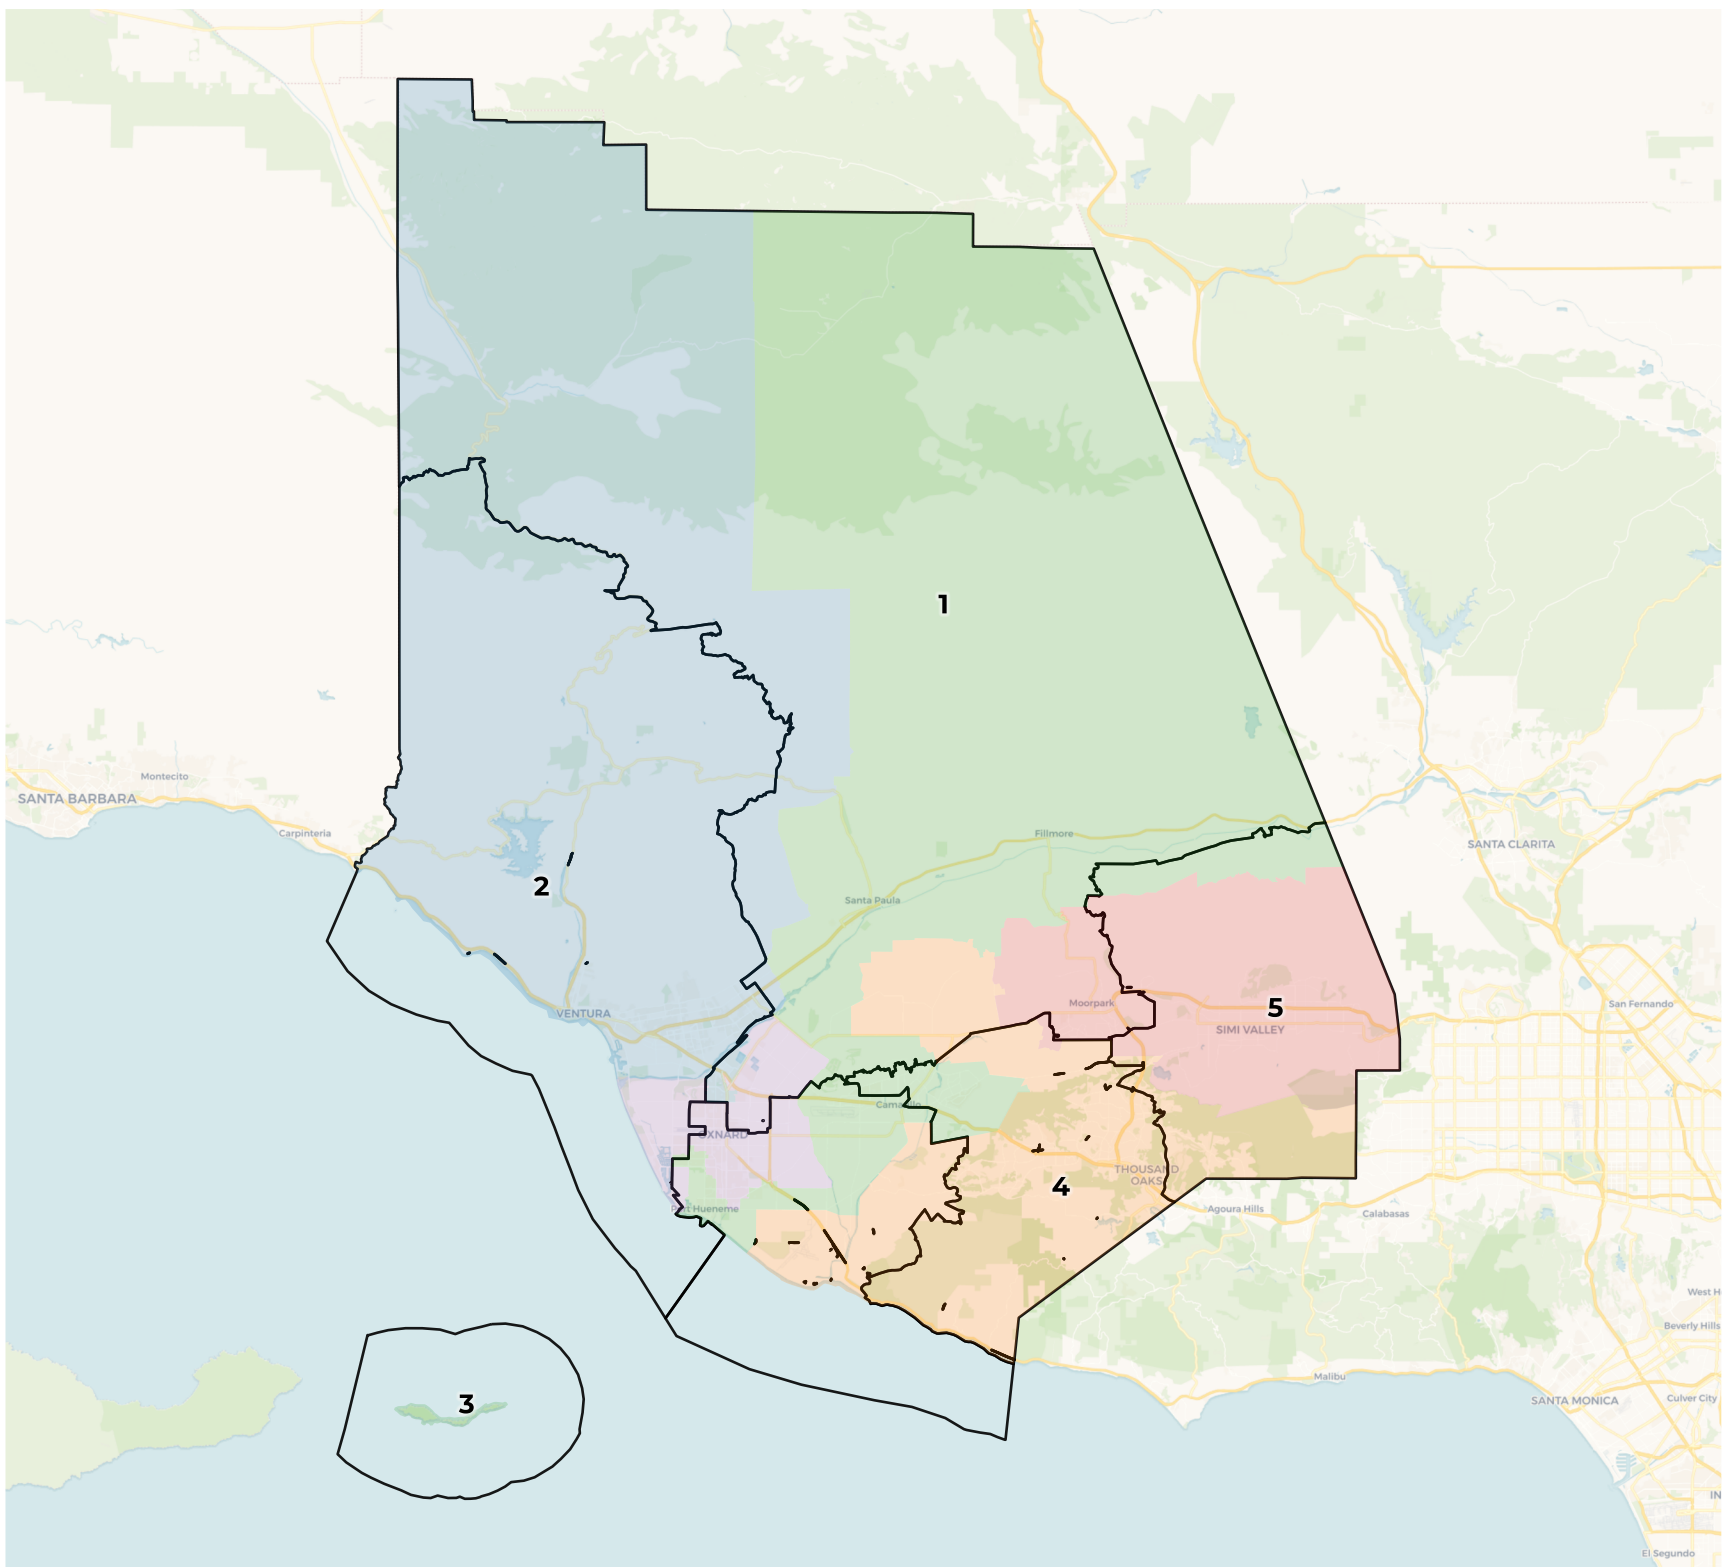 1
Montecito
SANTA BARBARA
Carpinteria
Fillmore
SANTA CLARITA
2
Santa Paula
Moorpark
5
San Fernando
VENTURA
SIMI VALLEY
Camarillo
OXNARD
THOUSAND
OAKS
4
Port Hueneme
Agoura Hills
Calabasas
West H
Beverly Hills
Malibu
3
SANTA MONICA
Culver City
IN
El Segundo